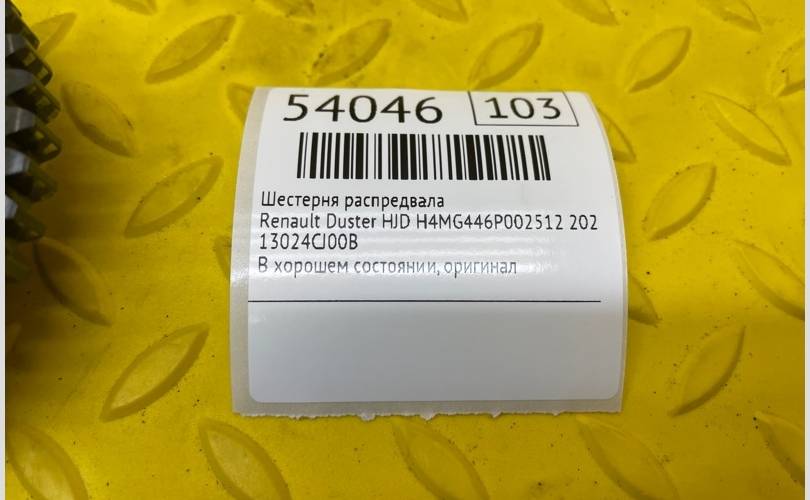 54046 103
Шестерня распредвала
Renault Duster HJD H4MG446P002512 202
13024CJ00B
В хорошем состоянии, оригинал